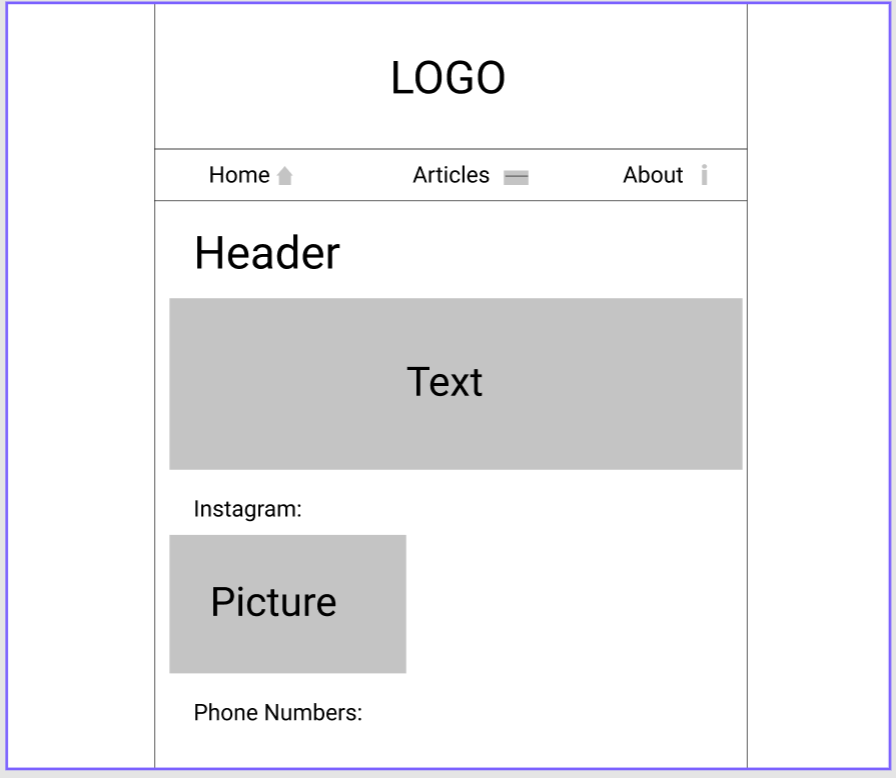 LOGO
Home Articles About
Header
Text
Instagram:
Picture
Phone Numbers: